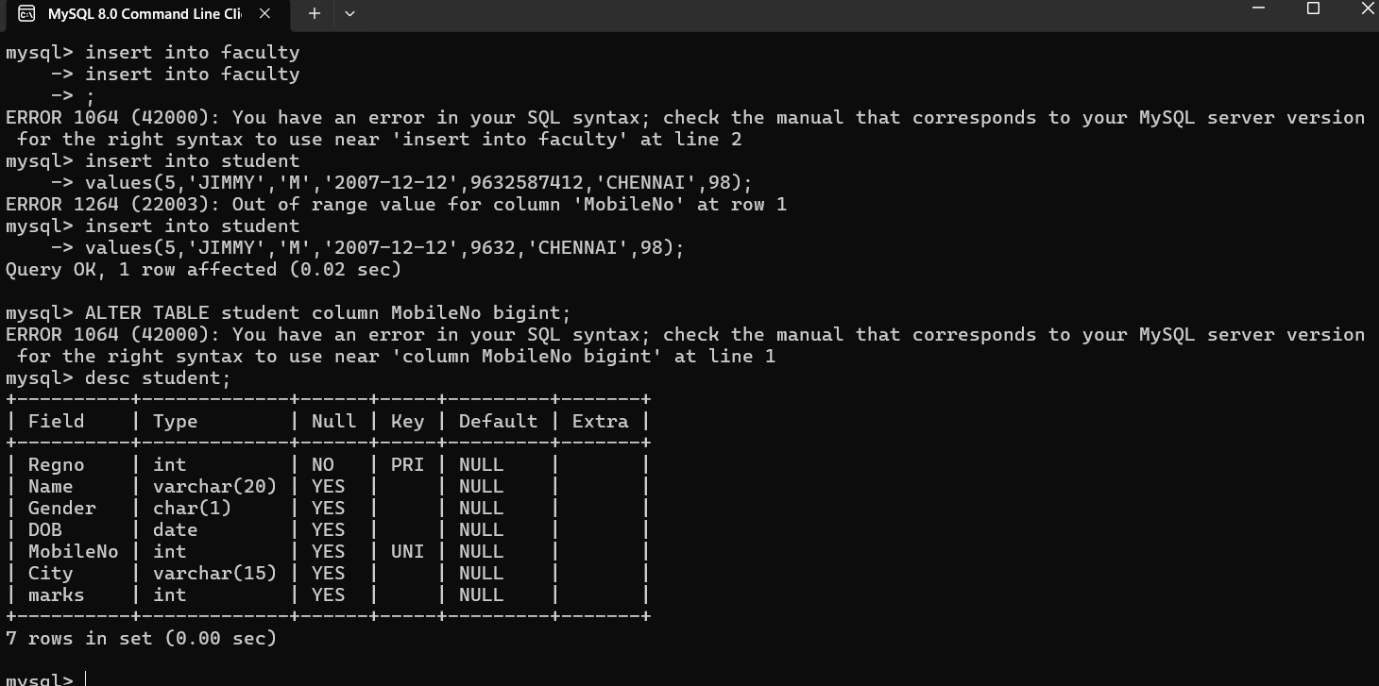 MySQL 8.0 Command Line Cli
mysql> insert into faculty
    -> insert into faculty
    -> ;
ERROR 1064 (42000): You have an error in your SQL syntax; check the manual that corresponds to your MySQL server version
 for the right syntax to use near 'insert into faculty' at line 2
mysql> insert into student
    -> values(5,'JIMMY','M','2007-12-12',9632587412,'CHENNAI',98);
ERROR 1264 (22003): Out of range value for column 'MobileNo' at row 1
mysql> insert into student
    -> values(5,'JIMMY','M','2007-12-12',9632,'CHENNAI',98);
Query OK, 1 row affected (0.02 sec)

mysql> ALTER TABLE student column MobileNo bigint;
ERROR 1064 (42000): You have an error in your SQL syntax; check the manual that corresponds to your MySQL server version
 for the right syntax to use near 'column MobileNo bigint' at line 1
mysql> desc student;
+----------+-------------+------+-----+---------+-------+
| Field    | Type        | Null | Key | Default | Extra |
+----------+-------------+------+-----+---------+-------+
| Regno    | int         | NO   | PRI | NULL    |       |
| Name     | varchar(20) | YES  |     | NULL    |       |
| Gender   | char(1)     | YES  |     | NULL    |       |
| DOB      | date        | YES  |     | NULL    |       |
| MobileNo | int         | YES  | UNI | NULL    |       |
| City     | varchar(15) | YES  |     | NULL    |       |
| marks    | int         | YES  |     | NULL    |       |
+----------+-------------+------+-----+---------+-------+
7 rows in set (0.00 sec)

mysql>